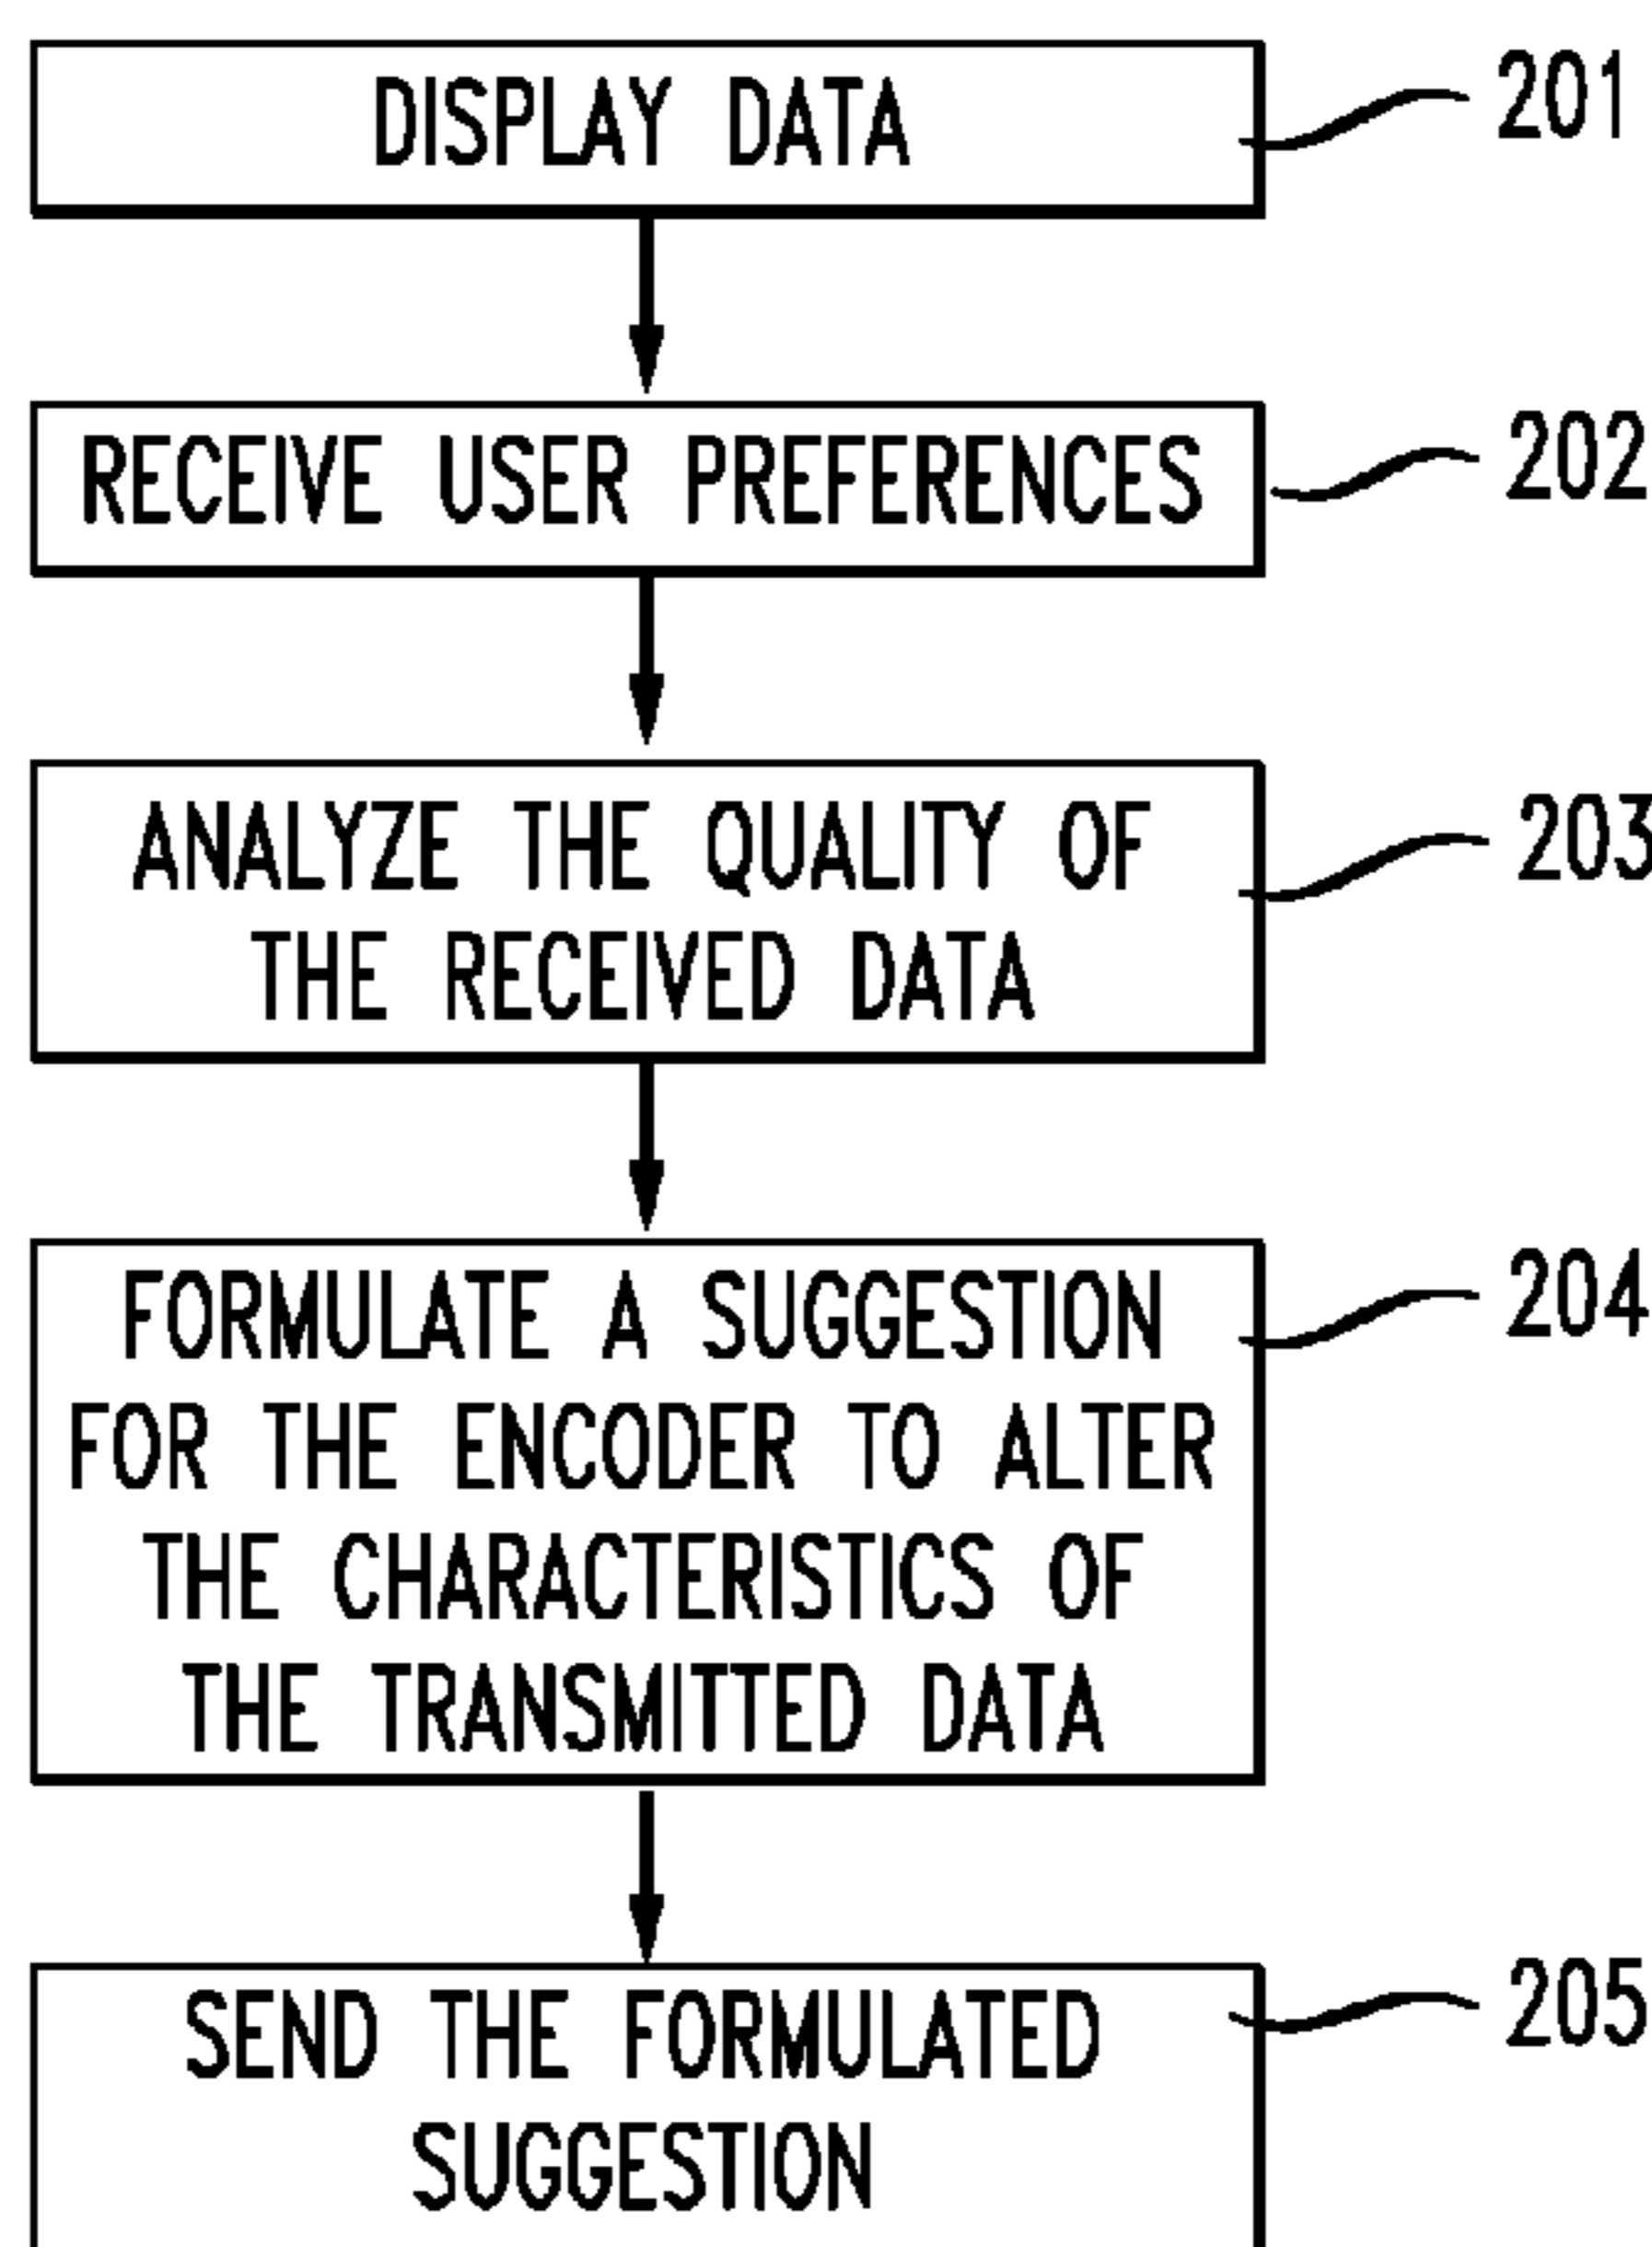 DISPLAY DATA
201
RECEIVE USER PREFERENCES
202
ANALYZE THE QUALITY OF
THE RECEIVED DATA
203
FORMULATE A SUGGESTION
FOR THE ENCODER TO ALTER
THE CHARACTERISTICS OF
THE TRANSMITTED DATA
204
SEND THE FORMULATED
SUGGESTION
205